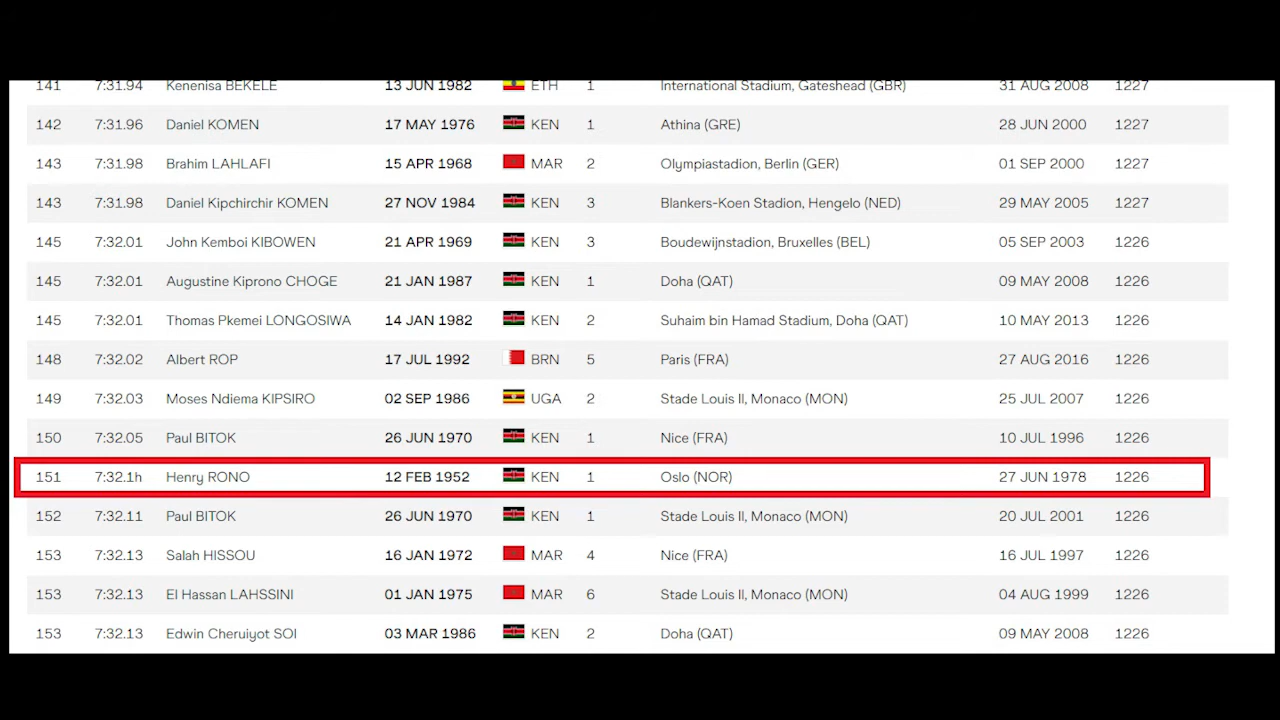 141 7:31.94 Kenenisa BEKELE 13 JUN 1982 ETH 1 International Stadium, Gateshead (GBR) 31 AUG 2008 1227
142 7:31.96 Daniel KOMEN 17 MAY 1976 KEN 1 Athina (GRE) 28 JUN 2000 1227
143 7:31.98 Brahim LAHLAFI 15 APR 1968 MAR 2 Olympiastadion, Berlin (GER) 01 SEP 2000 1227
143 7:31.98 Daniel Kipchirchir KOMEN 27 NOV 1984 KEN 3 Blankers-Koen Stadion, Hengelo (NED) 29 MAY 2005 1227
145 7:32.01 John Kemboi KIBOWEN 21 APR 1969 KEN 3 Boudewijnstadion, Bruxelles (BEL) 05 SEP 2003 1226
145 7:32.01 Augustine Kiprono CHOGE 21 JAN 1987 KEN 1 Doha (QAT) 09 MAY 2008 1226
145 7:32.01 Thomas Pkemei LONGOSIWA 14 JAN 1982 KEN 2 Suhaim bin Hamad Stadium, Doha (QAT) 10 MAY 2013 1226
148 7:32.02 Albert ROP 17 JUL 1992 BRN 5 Paris (FRA) 27 AUG 2016 1226
149 7:32.03 Moses Ndiema KIPSIRO 02 SEP 1986 UGA 2 Stade Louis II, Monaco (MON) 25 JUL 2007 1226
150 7:32.05 Paul BITOK 26 JUN 1970 KEN 1 Nice (FRA) 10 JUL 1996 1226
151 7:32.1h Henry RONO 12 FEB 1952 KEN 1 Oslo (NOR) 27 JUN 1978 1226
152 7:32.11 Paul BITOK 26 JUN 1970 KEN 1 Stade Louis II, Monaco (MON) 20 JUL 2001 1226
153 7:32.13 Salah HISSOU 16 JAN 1972 MAR 4 Nice (FRA) 16 JUL 1997 1226
153 7:32.13 El Hassan LAHSSINI 01 JAN 1975 MAR 6 Stade Louis II, Monaco (MON) 04 AUG 1999 1226
153 7:32.13 Edwin Cheruiyot SOI 03 MAR 1986 KEN 2 Doha (QAT) 09 MAY 2008 1226